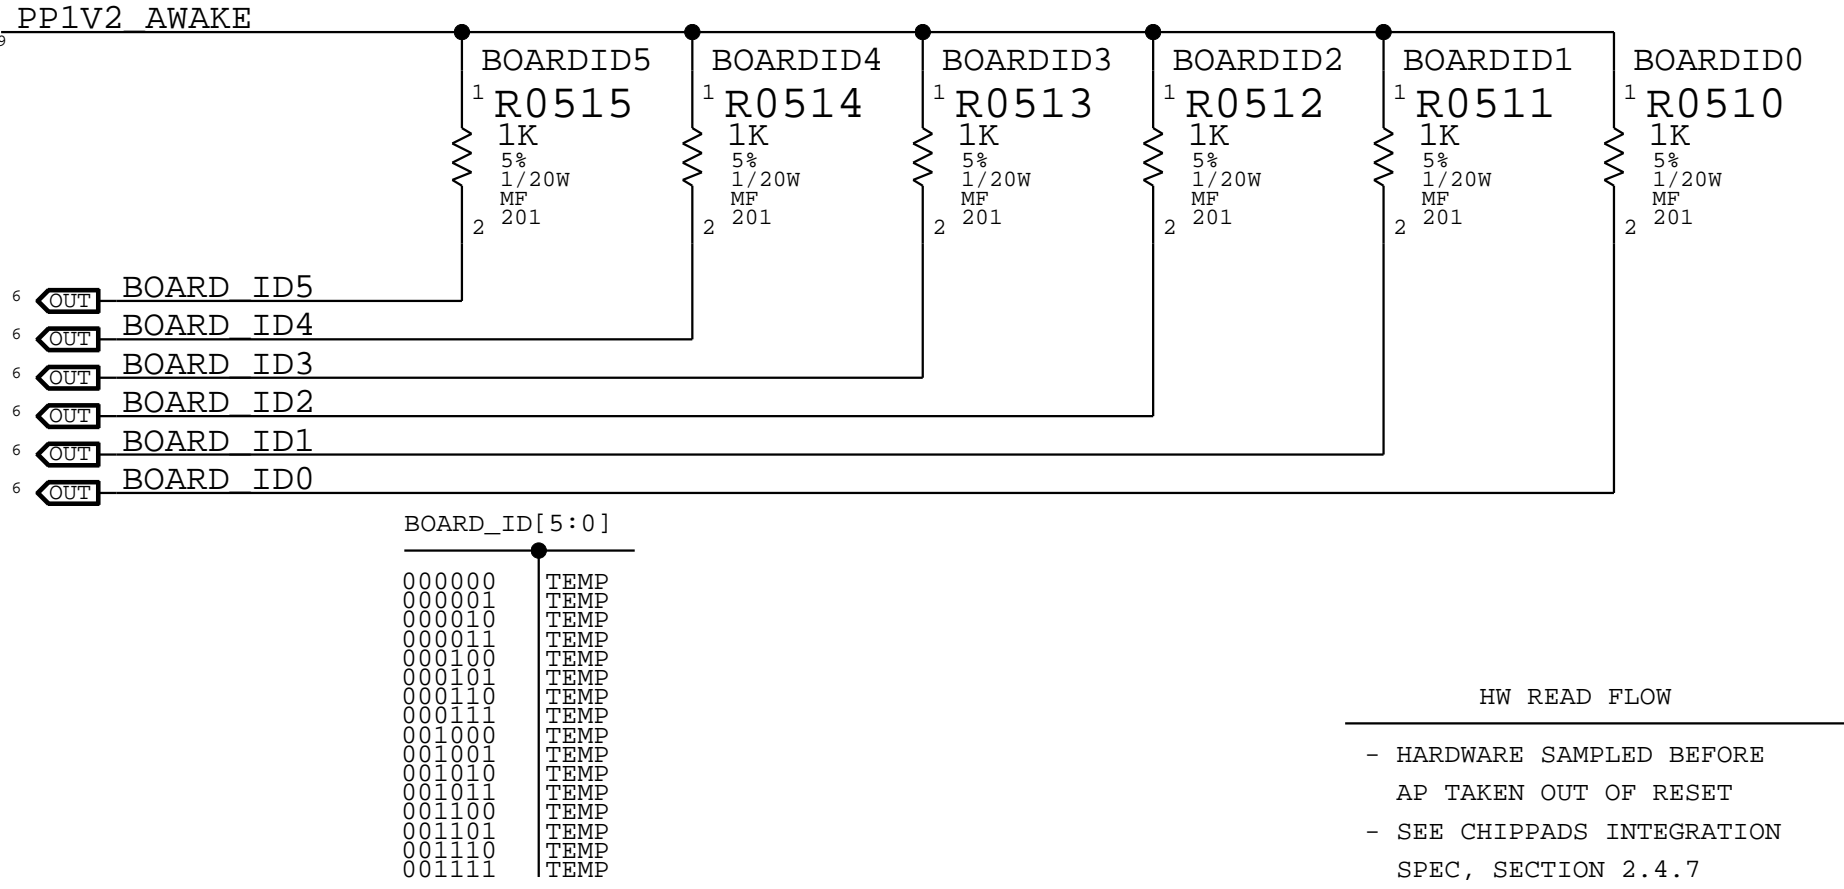 PP1V2_AWAKE
9
BOARDID5 BOARDID4 BOARDID3 BOARDID2 BOARDID1 BOARDID0
1 R0515 1 R0514 1 R0513 1 R0512 1 R0511 1 R0510
1K 1K 1K 1K 1K 1K
5% 5% 5% 5% 5% 5%
1/20W 1/20W 1/20W 1/20W 1/20W 1/20W
MF MF MF MF MF MF
201 201 201 201 201 201
2 2 2 2 2 2
6 OUT BOARD_ID5
6 OUT BOARD_ID4
6 OUT BOARD_ID3
6 OUT BOARD_ID2
6 OUT BOARD_ID1
6 OUT BOARD_ID0
BOARD_ID[5:0]
000000 TEMP
000001 TEMP
000010 TEMP
000011 TEMP
000100 TEMP
000101 TEMP
000110 TEMP
000111 TEMP
001000 TEMP
001001 TEMP
001010 TEMP
001011 TEMP
001100 TEMP
001101 TEMP
001110 TEMP
001111 TEMP
HW READ FLOW
- HARDWARE SAMPLED BEFORE
AP TAKEN OUT OF RESET
- SEE CHIPPADS INTEGRATION
SPEC, SECTION 2.4.7